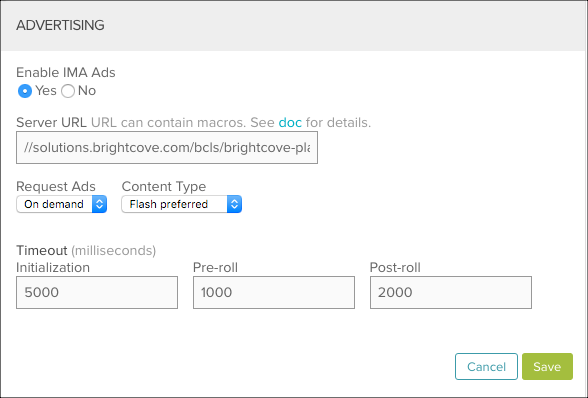 ADVERTISING
Enable IMA Ads
Yes No
Server URL URL can contain macros. See doc for details.
//solutions.brightcove.com/bcls/brightcove-pla
Request Ads Content Type
On demand Flash preferred
Timeout (milliseconds)
Initialization Pre-roll Post-roll
5000 1000 2000
Cancel Save